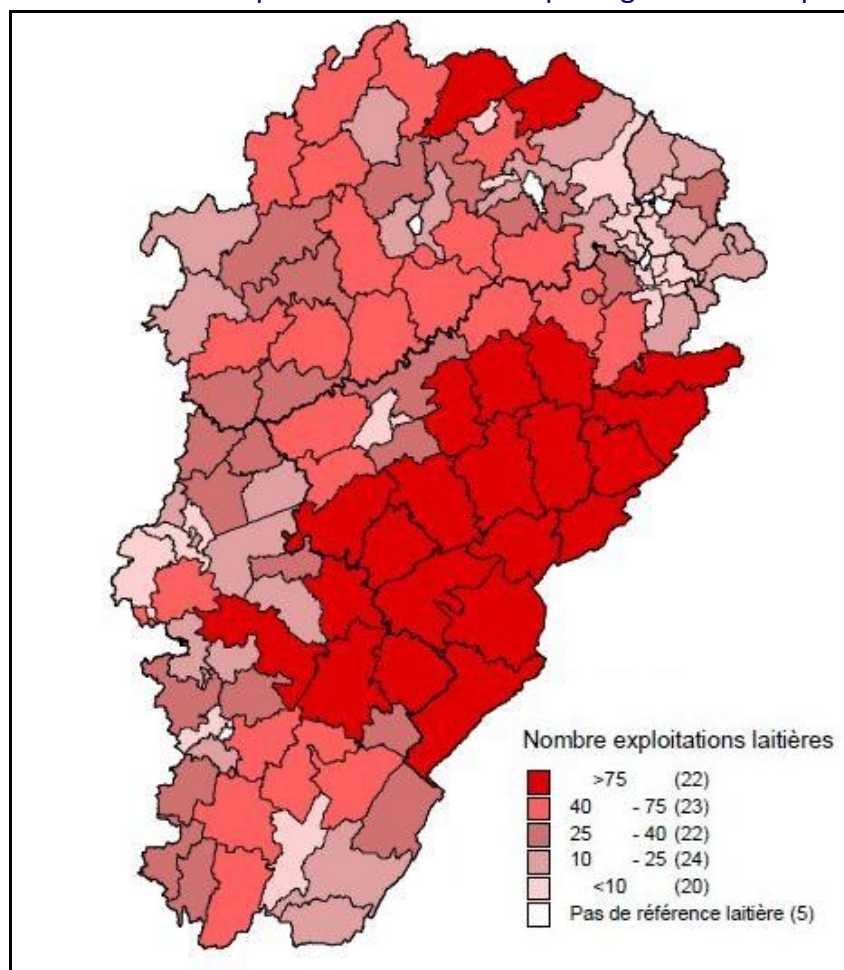 Nombre exploitations laitières
>75 (22)
40 - 75 (23)
25 - 40 (22)
10 - 25 (24)
<10 (20)
Pas de référence laitière (5)